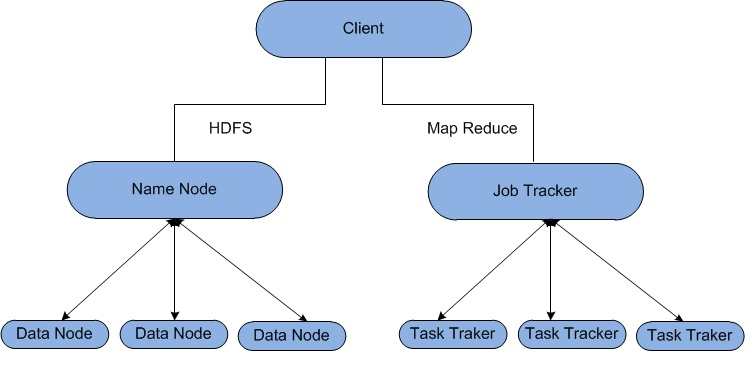 Client
HDFS
Map Reduce
Name Node
Job Tracker
Data Node
Data Node
Data Node
Task Traker
Task Tracker
Task Traker